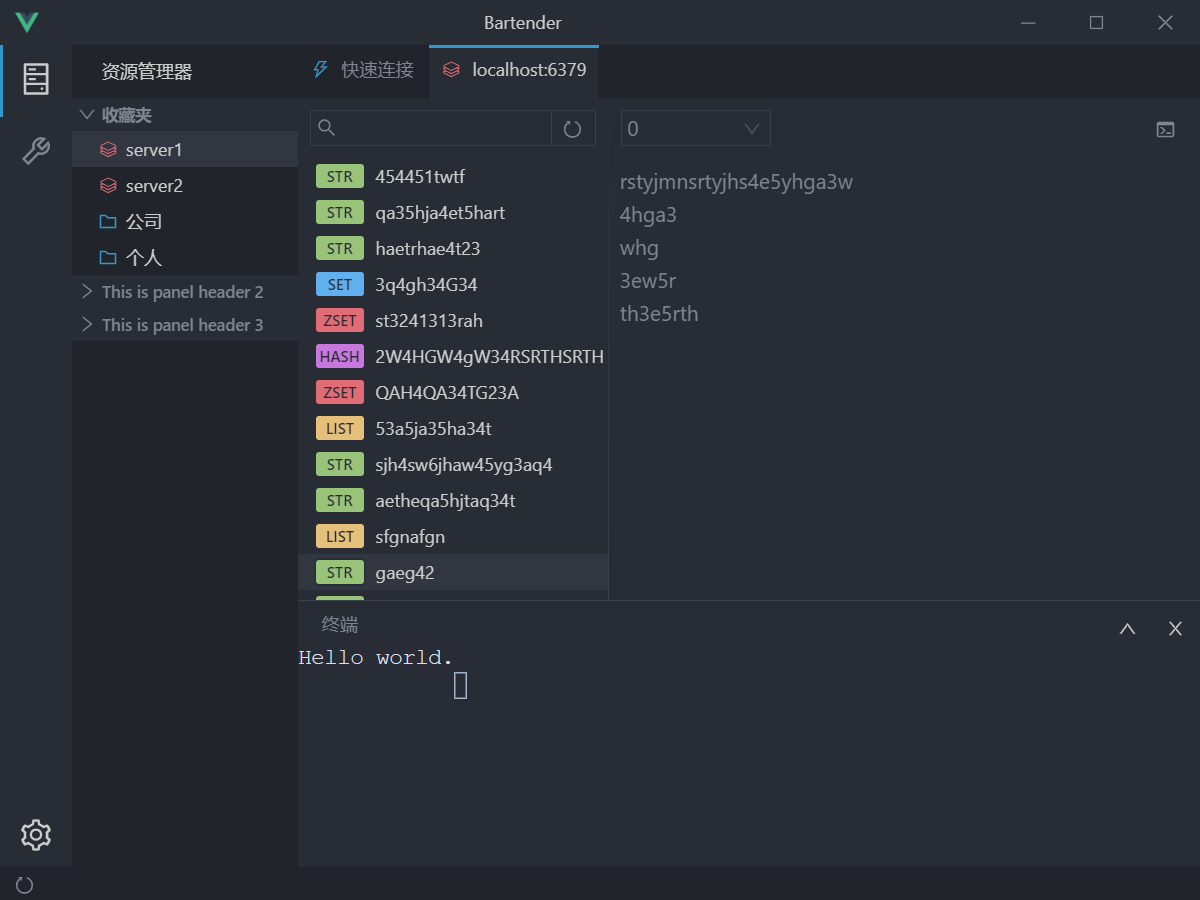 Bartender
资源管理器
快速连接
localhost:6379
收藏夹
server1
server2
公司
个人
This is panel header 2
This is panel header 3
0
STR 454451twtf
STR qa35hja4et5hart
STR haetrhae4t23
SET 3q4gh34G34
ZSET st3241313rah
HASH 2W4HGW4gW34RSRTHSRTH
ZSET QAH4QA34TG23A
LIST 53a5ja35ha34t
STR sjh4sw6jhaw45yg3aq4
STR aetheqa5hjtaq34t
LIST sfgnafgn
STR gaeg42
rstyjmnsrtyjhs4e5yhga3w
4hga3
whg
3ew5r
th3e5rth
终端
Hello world.